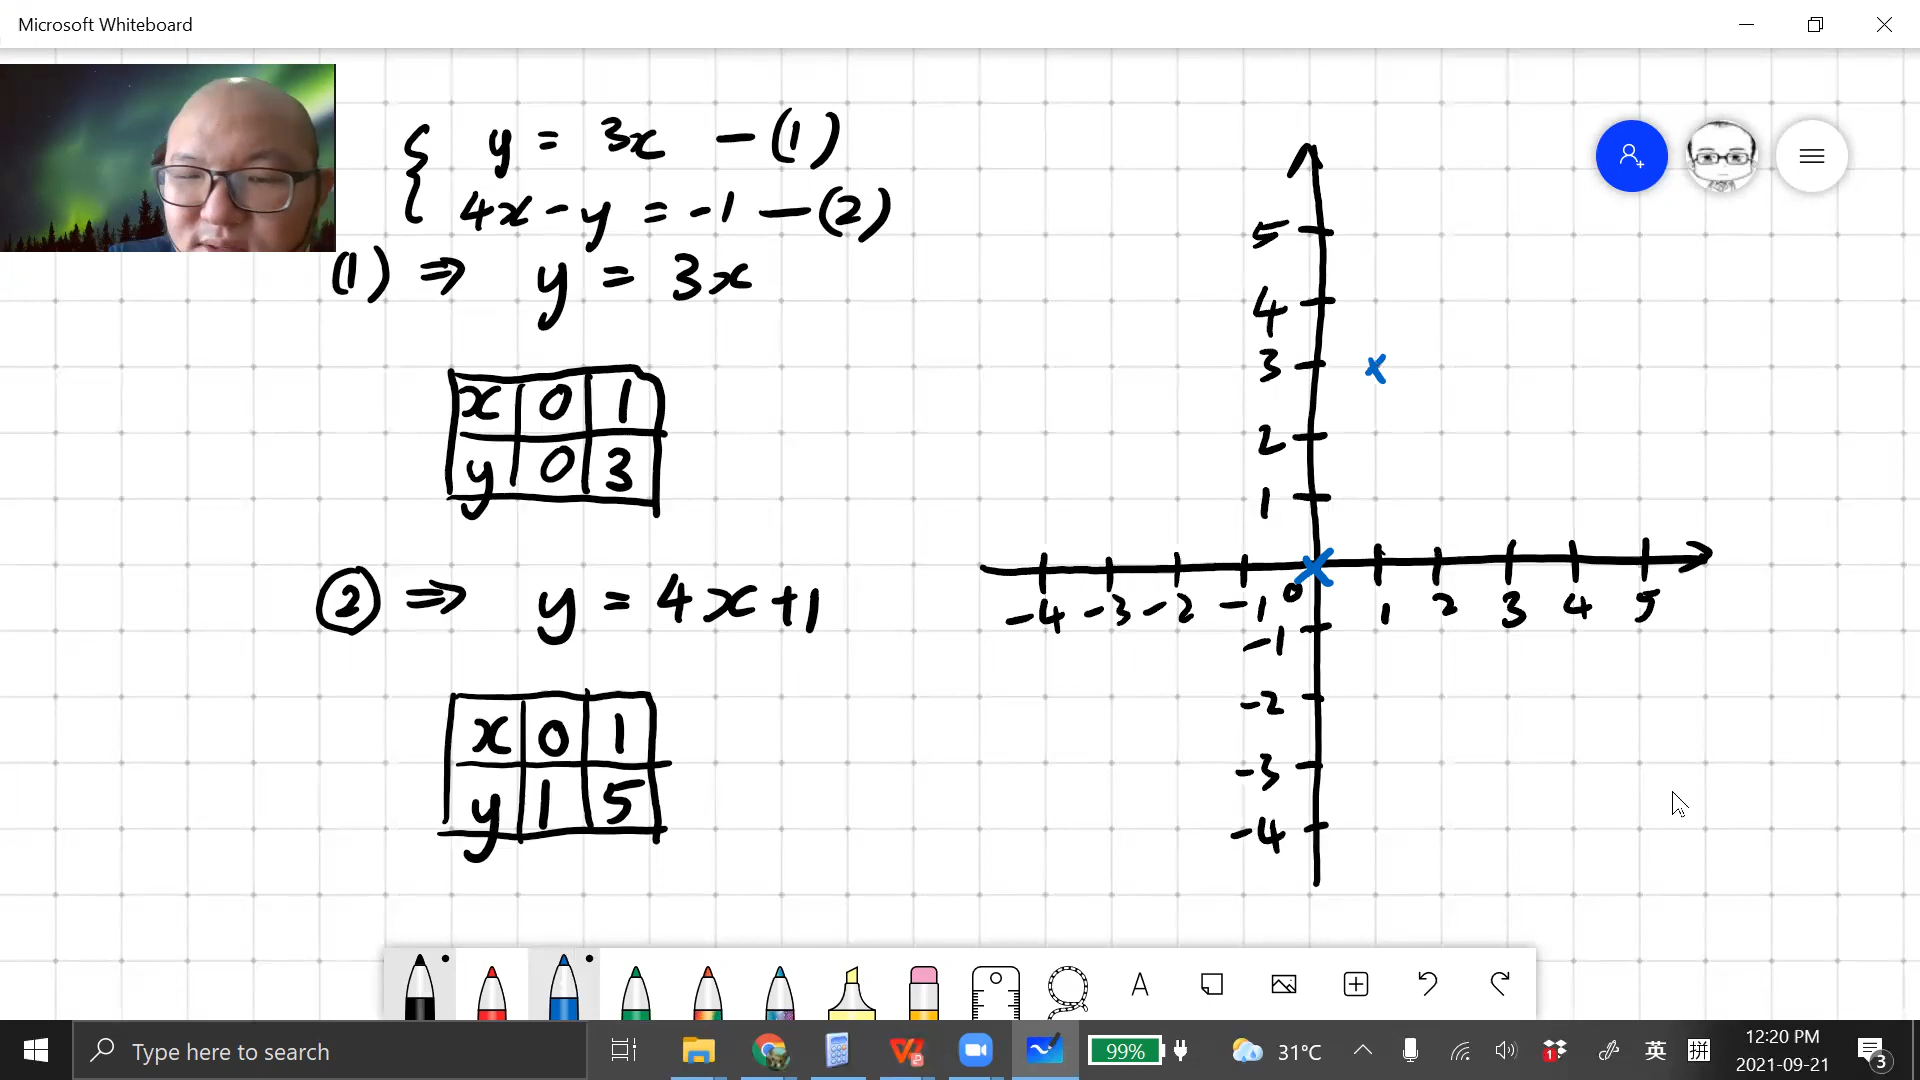 Microsoft Whiteboard
{ y = 3x — (1)
4x - y = -1 — (2)
(1) ⇒ y = 3x
x 0 1
y 0 3
② ⇒ y = 4x + 1
x 0 1
y 1 5
5
4
3
2
1
-4 -3 -2 -1 0 1 2 3 4 5
-1
-2
-3
-4
A
Type here to search
99%
31°C
1
英
拼
12:20 PM
2021-09-21
3